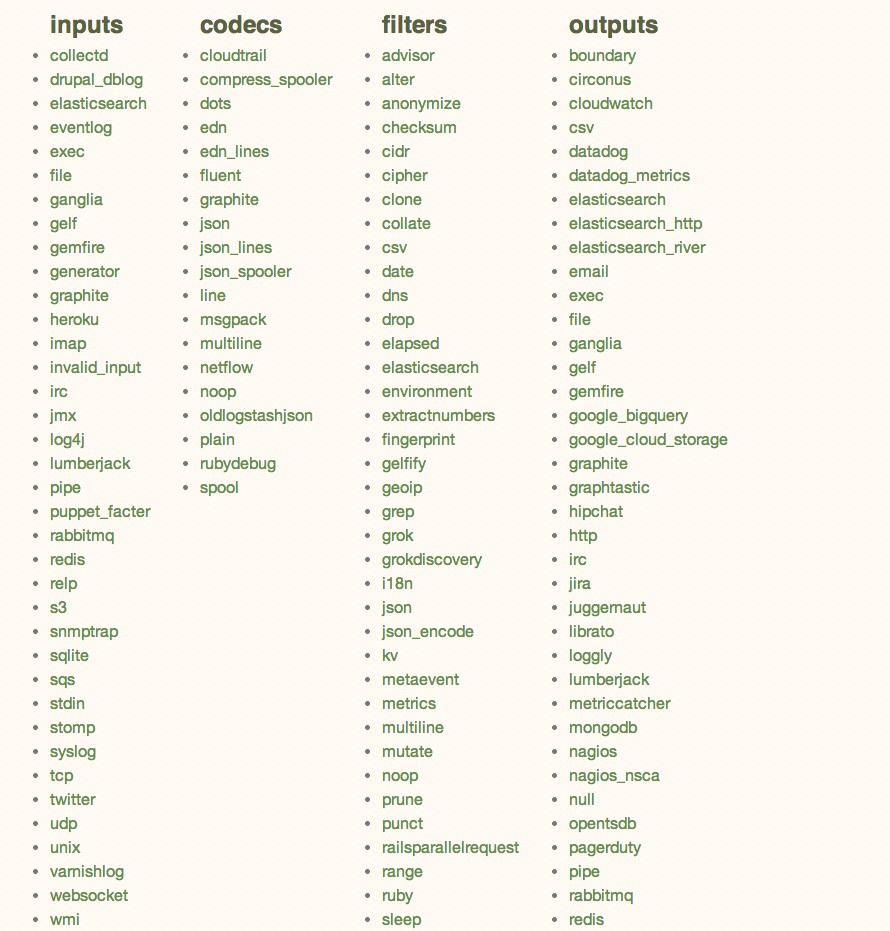 inputs
collectd
drupal_dblog
elasticsearch
eventlog
exec
file
ganglia
gelf
gemfire
generator
graphite
heroku
imap
invalid_input
irc
jmx
log4j
lumberjack
pipe
puppet_facter
rabbitmq
redis
relp
s3
snmptrap
sqlite
sqs
stdin
stomp
syslog
tcp
twitter
udp
unix
varnishlog
websocket
wmi
codecs
cloudtrail
compress_spooler
dots
edn
edn_lines
fluent
graphite
json
json_lines
json_spooler
line
msgpack
multiline
netflow
noop
oldlogstashjson
plain
rubydebug
spool
filters
advisor
alter
anonymize
checksum
cidr
cipher
clone
collate
csv
date
dns
drop
elapsed
elasticsearch
environment
extractnumbers
fingerprint
gelfify
geoip
grep
grok
grokdiscovery
i18n
json
json_encode
kv
metaevent
metrics
multiline
mutate
noop
prune
punct
railsparallelrequest
range
ruby
sleep
outputs
boundary
circonus
cloudwatch
csv
datadog
datadog_metrics
elasticsearch
elasticsearch_http
elasticsearch_river
email
exec
file
ganglia
gelf
gemfire
google_bigquery
google_cloud_storage
graphite
graphtastic
hipchat
http
irc
jira
juggernaut
librato
loggly
lumberjack
metriccatcher
mongodb
nagios
nagios_nsca
null
opentsdb
pagerduty
pipe
rabbitmq
redis